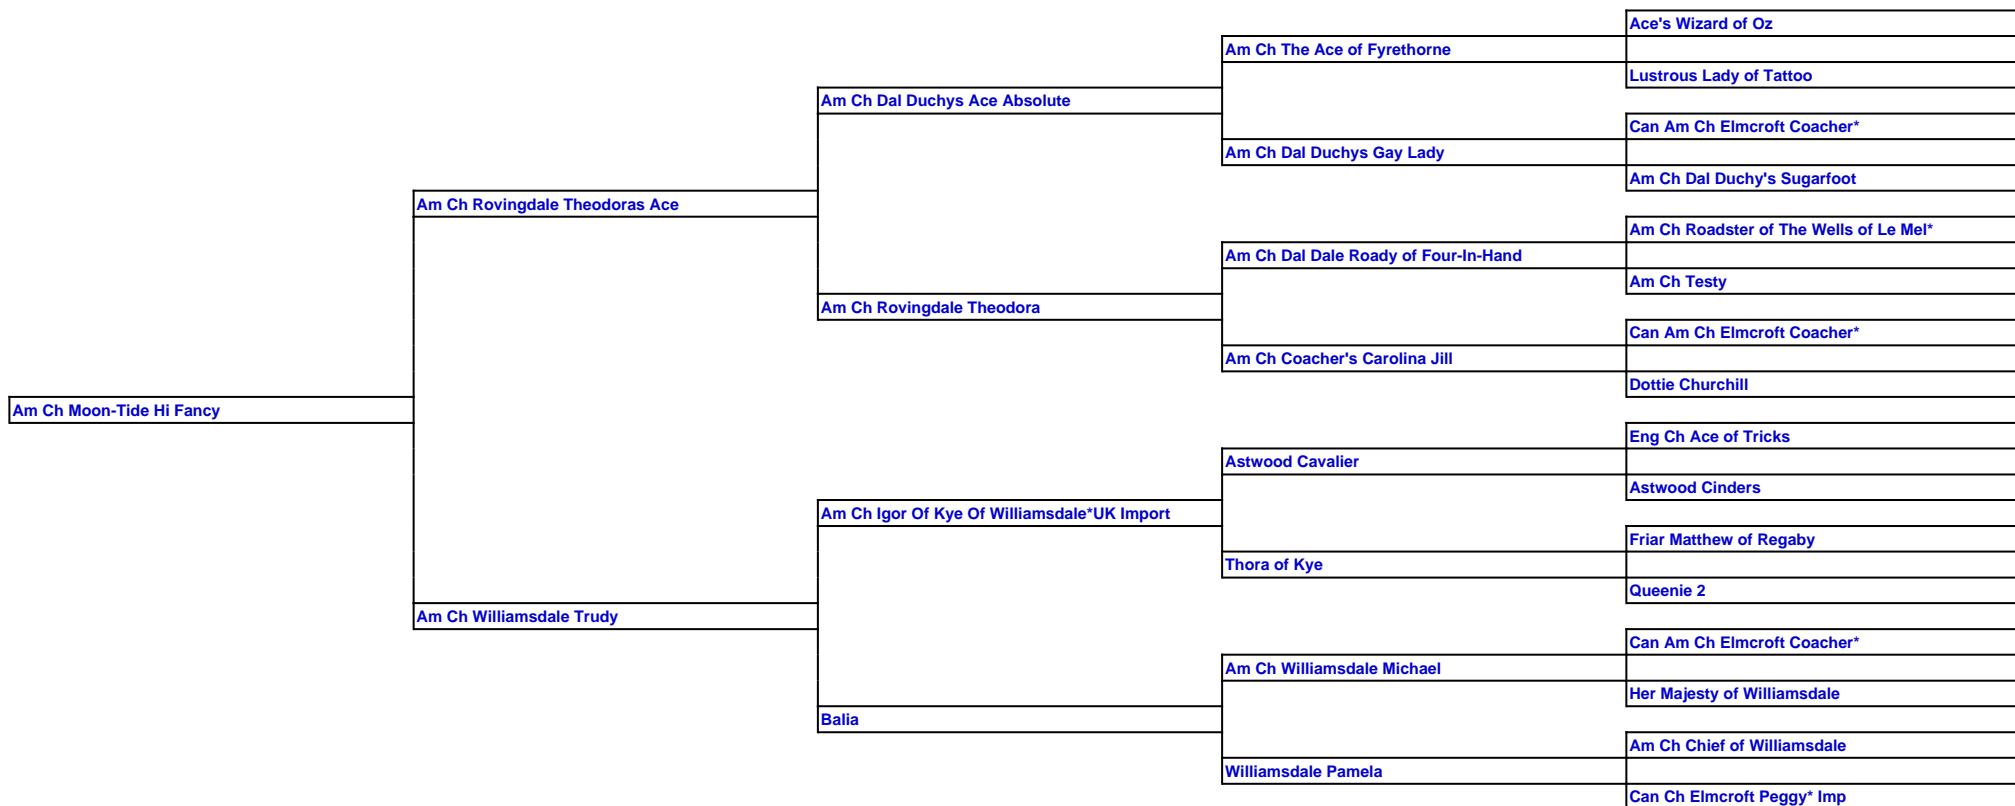 Ace's Wizard of Oz
Am Ch The Ace of Fyrethorne
Lustrous Lady of Tattoo
Am Ch Dal Duchys Ace Absolute
Can Am Ch Elmcroft Coacher*
Am Ch Dal Duchys Gay Lady
Am Ch Dal Duchy's Sugarfoot
Am Ch Rovingdale Theodoras Ace
Am Ch Roadster of The Wells of Le Mel*
Am Ch Dal Dale Roady of Four-In-Hand
Am Ch Testy
Am Ch Rovingdale Theodora
Can Am Ch Elmcroft Coacher*
Am Ch Coacher's Carolina Jill
Dottie Churchill
Am Ch Moon-Tide Hi Fancy
Eng Ch Ace of Tricks
Astwood Cavalier
Astwood Cinders
Am Ch Igor Of Kye Of Williamsdale*UK Import
Friar Matthew of Regaby
Thora of Kye
Queenie 2
Am Ch Williamsdale Trudy
Can Am Ch Elmcroft Coacher*
Am Ch Williamsdale Michael
Her Majesty of Williamsdale
Balia
Am Ch Chief of Williamsdale
Williamsdale Pamela
Can Ch Elmcroft Peggy* Imp